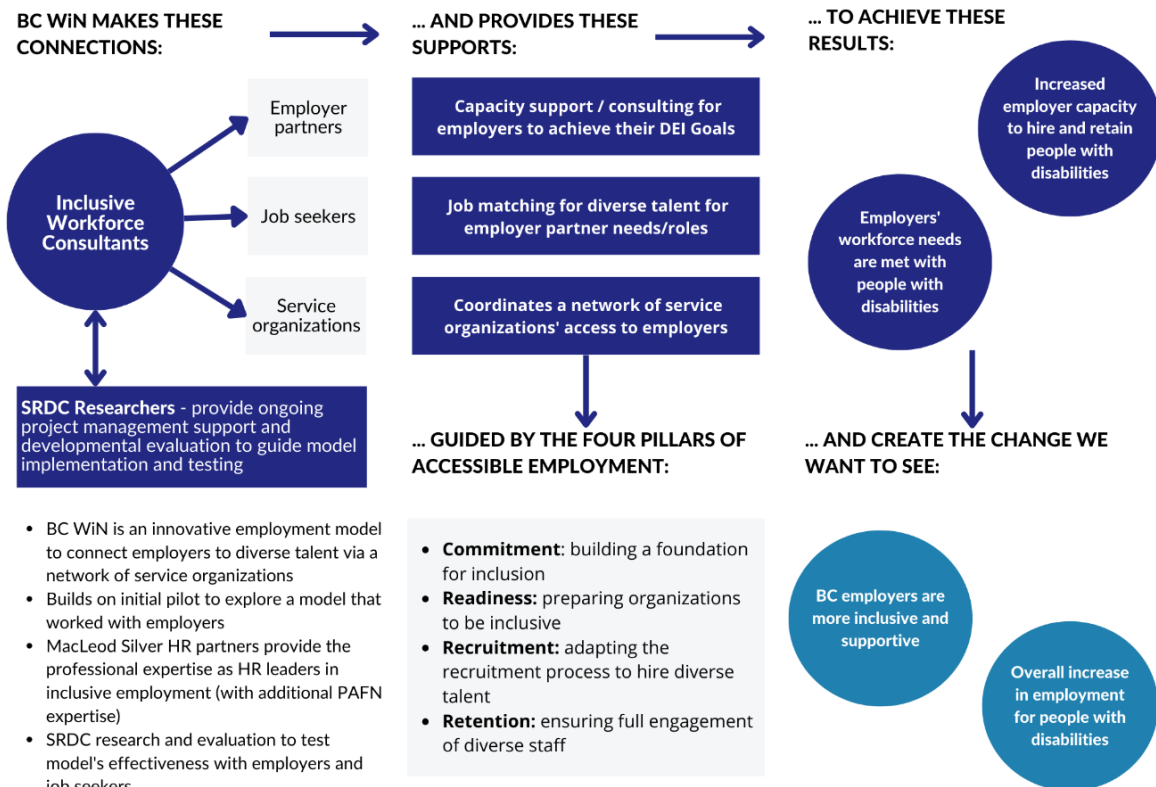 BC WiN MAKES THESE
CONNECTIONS:
Inclusive
Workforce
Consultants
Employer
partners
Job seekers
Service
organizations
SRDC Researchers - provide ongoing
project management support and
developmental evaluation to guide model
implementation and testing
• BC WiN is an innovative employment model
to connect employers to diverse talent via a
network of service organizations
• Builds on initial pilot to explore a model that
worked with employers
• MacLeod Silver HR partners provide the
professional expertise as HR leaders in
inclusive employment (with additional PAFN
expertise)
• SRDC research and evaluation to test
model's effectiveness with employers and
job seekers
... AND PROVIDES THESE
SUPPORTS:
Capacity support / consulting for
employers to achieve their DEI Goals
Job matching for diverse talent for
employer partner needs/roles
Coordinates a network of service
organizations' access to employers
... GUIDED BY THE FOUR PILLARS OF
ACCESSIBLE EMPLOYMENT:
• Commitment: building a foundation
for inclusion
• Readiness: preparing organizations
to be inclusive
• Recruitment: adapting the
recruitment process to hire diverse
talent
• Retention: ensuring full engagement
of diverse staff
... TO ACHIEVE THESE
RESULTS:
Increased
employer capacity
to hire and retain
people with
disabilities
Employers'
workforce needs
are met with
people with
disabilities
... AND CREATE THE CHANGE WE
WANT TO SEE:
BC employers are
more inclusive and
supportive
Overall increase
in employment
for people with
disabilities